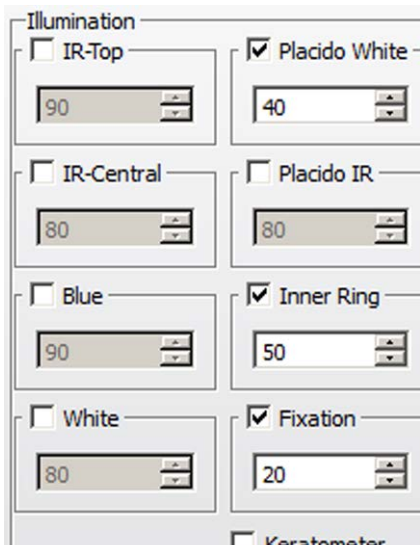 Illumination
IR-Top
Placido White
90
40
IR-Central
Placido IR
80
80
Blue
Inner Ring
90
50
White
Fixation
80
20
Keratometer